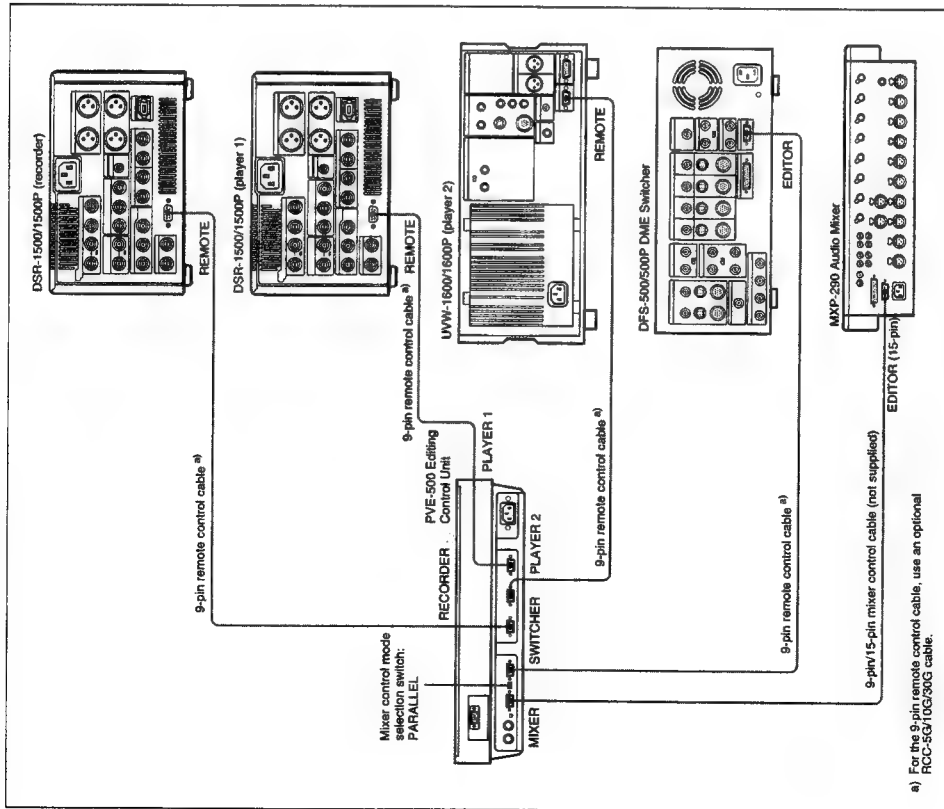 DSR-1500/1500P (recorder)
REMOTE
DSR-1500/1500P (player 1)
REMOTE
9-pin remote control cable a)
UVW-1600/1600P (player 2)
REMOTE
DFS-500/500P DME Switcher
EDITOR
MXP-290 Audio Mixer
EDITOR (15-pin)
9-pin remote control cable a)
PVE-500 Editing
Control Unit
PLAYER 1
RECORDER
PLAYER 2
SWITCHER
MIXER
Mixer control mode
selection switch:
PARALLEL
9-pin remote control cable a)
9-pin remote control cable a)
9-pin/15-pin mixer control cable (not supplied)
a) For the 9-pin remote control cable, use an optional
RCC-5G/10G/30G cable.